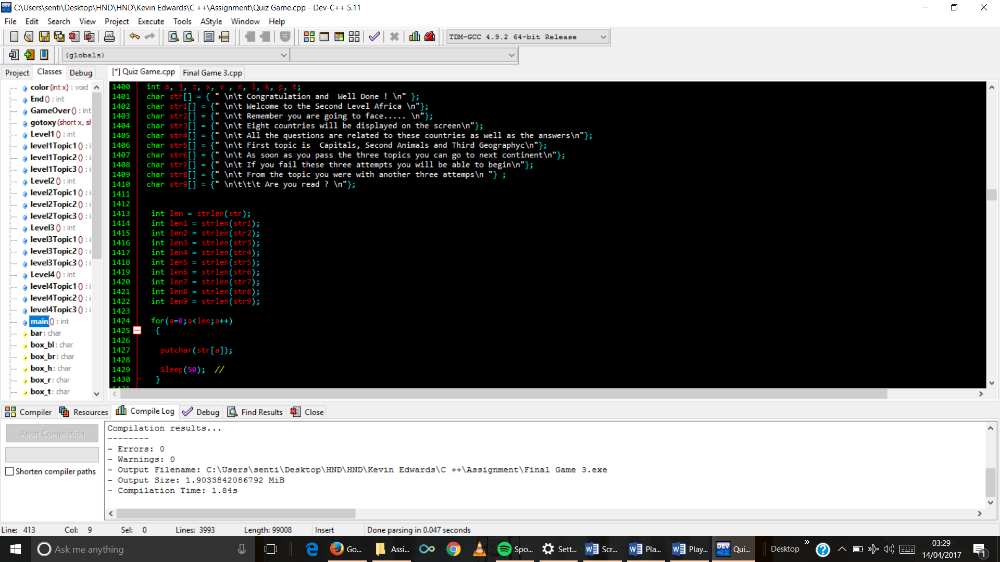 C:\Users\senti\Desktop\HND\HND\Kevin Edwards\C ++\Assignment\Quiz Game.cpp - Dev-C++ 5.11
File Edit Search View Project Execute Tools AStyle Window Help
TDM-GCC 4.9.2 64-bit Release
(globals)
Project Classes Debug
[*] Quiz Game.cpp Final Game 3.cpp
color (int x) : void
End () : int
GameOver () : int
gotoxy (short x, sh
Level1 () : int
level1Topic1 () : i
level1Topic2 () : i
level1Topic3 () : i
Level2 () : int
level2Topic1 () : i
level2Topic2 () : i
level2Topic3 () : i
Level3 () : int
level3Topic1 () : i
level3Topic2 () : i
level3Topic3 () : i
Level4 () : int
level4Topic1 () : i
level4Topic2 () : i
level4Topic3 () : i
main () : int
bar : char
box_bl : char
box_br : char
box_h : char
box_r : char
box_t : char
1400 int a, j, z, x, v , n, l, k, p, t;
1401 char str[] = { " \n\t Congratulation and  Well Done ! \n" };
1402 char str1[] = {" \n\t Welcome to the Second Level Africa \n"};
1403 char str2[] = {" \n\t Remember you are going to face..... \n"};
1404 char str3[] = {" \n\t Eight countries will be displayed on the screen\n"};
1405 char str4[] = {" \n\t All the questions are related to these countries as well as the answers\n"};
1406 char str5[] = {" \n\t First topic is  Capitals, Second Animals and Third Geographyc\n"};
1407 char str6[] = {" \n\t As soon as you pass the three topics you can go to next continent\n"};
1408 char str7[] = {" \n\t If you fail these three attempts you will be able to begin\n"};
1409 char str8[] = {" \n\t From the topic you were with another three attemps\n "} ;
1410 char str9[] = {" \n\t\t\t Are you read ? \n"};
1411
1412
1413 int len = strlen(str);
1414 int len1 = strlen(str1);
1415 int len2 = strlen(str2);
1416 int len3 = strlen(str3);
1417 int len4 = strlen(str4);
1418 int len5 = strlen(str5);
1419 int len6 = strlen(str6);
1420 int len7 = strlen(str7);
1421 int len8 = strlen(str8);
1422 int len9 = strlen(str9);
1423
1424 for(a=0;a<len;a++)
1425 {
1426
1427 putchar(str[a]);
1428
1429 Sleep(50);  //
1430 }
1431
Compiler Resources Compile Log Debug Find Results Close
Abort Compilation
Shorten compiler paths
Compilation results...
--------
- Errors: 0
- Warnings: 0
- Output Filename: C:\Users\senti\Desktop\HND\HND\Kevin Edwards\C ++\Assignment\Final Game 3.exe
- Output Size: 1.9033842086792 MiB
- Compilation Time: 1.84s
Line: 413 Col: 9 Sel: 0 Lines: 3993 Length: 99008 Insert Done parsing in 0.047 seconds
Ask me anything
Go... Assi... Spo... Sett... Scr... Pla... Play... DEV Qui... Desktop
03:29
14/04/2017
1